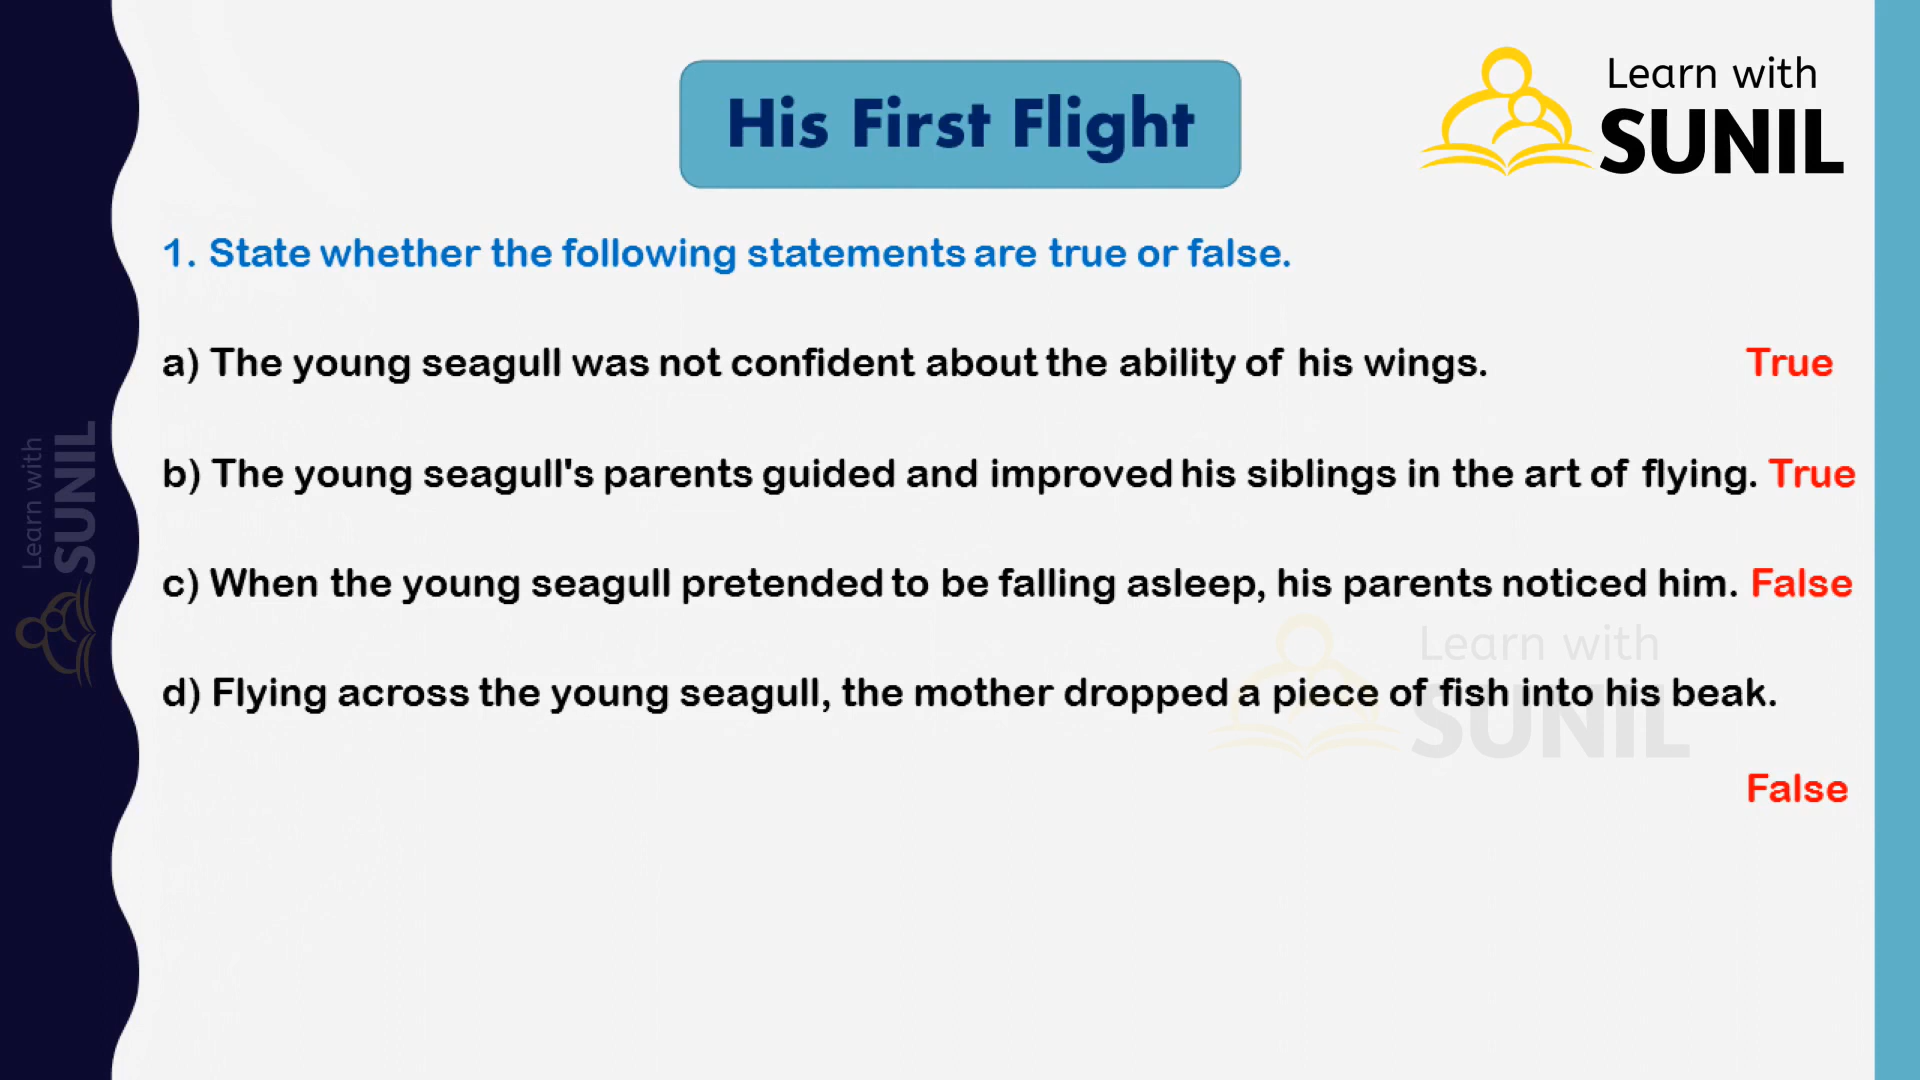 His First Flight
Learn with
SUNIL
1. State whether the following statements are true or false.
a) The young seagull was not confident about the ability of his wings. True
b) The young seagull's parents guided and improved his siblings in the art of flying. True
c) When the young seagull pretended to be falling asleep, his parents noticed him. False
d) Flying across the young seagull, the mother dropped a piece of fish into his beak.
False
Learn with
SUNIL
Learn with
SUNIL